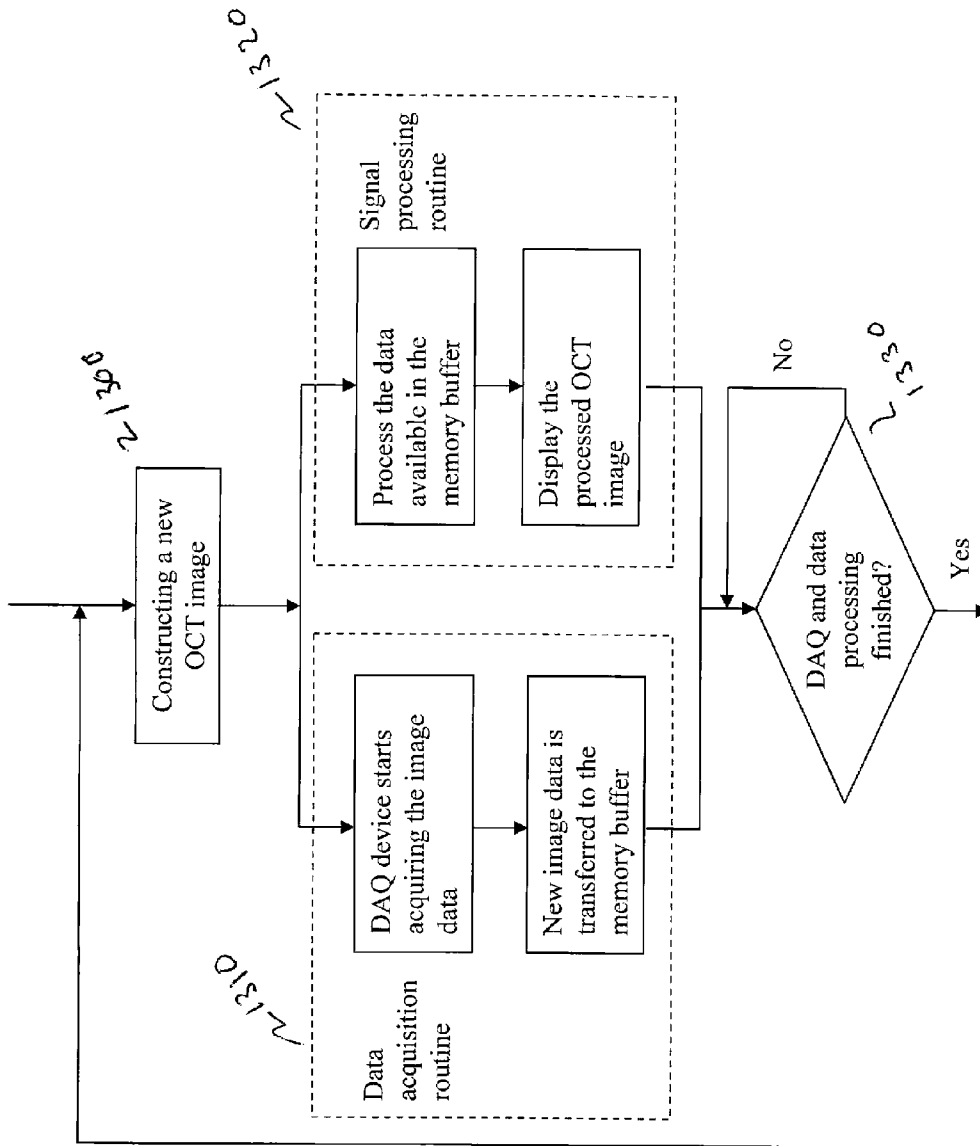 ~1300
Constructing a new
OCT image
~1310
Data
acquisition
routine
DAQ device starts
acquiring the image
data
New image data is
transferred to the
memory buffer
~1320
Signal
processing
routine
Process the data
available in the
memory buffer
Display the
processed OCT
image
~1330
DAQ and data
processing
finished?
No
Yes